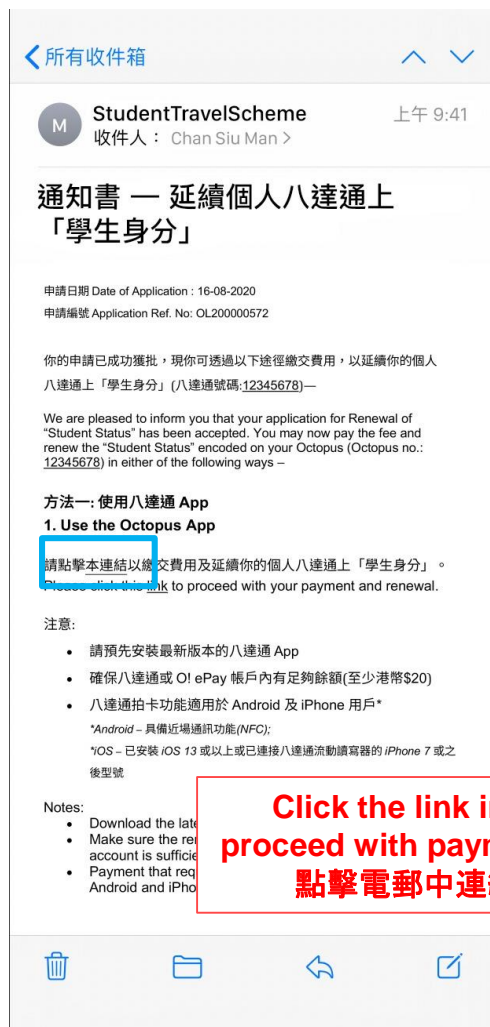 所有收件箱
M
StudentTravelScheme
上午 9:41
收件人： Chan Siu Man >
通知書 — 延續個人八達通上
「學生身分」
申請日期 Date of Application : 16-08-2020
申請編號 Application Ref. No: OL200000572
你的申請已成功獲批，現你可透過以下途徑繳交費用，以延續你的個人
八達通上「學生身分」(八達通號碼:12345678)—
We are pleased to inform you that your application for Renewal of
“Student Status” has been accepted. You may now pay the fee and
renew the “Student Status” encoded on your Octopus (Octopus no.:
12345678) in either of the following ways –
方法一: 使用八達通 App
1. Use the Octopus App
請點擊本連結以繳交費用及延續你的個人八達通上「學生身分」。
Please click this link to proceed with your payment and renewal.
注意:
• 請預先安裝最新版本的八達通 App
• 確保八達通或 O! ePay 帳戶內有足夠餘額(至少港幣$20)
• 八達通拍卡功能適用於 Android 及 iPhone 用戶*
*Android – 具備近場通訊功能(NFC);
*iOS – 已安裝 iOS 13 或以上或已連接八達通流動讀寫器的 iPhone 7 或之
後型號
Notes:
• Download the late
• Make sure the re
account is sufficie
• Payment that req
Android and iPho
Click the link i
proceed with payn
點擊電郵中連